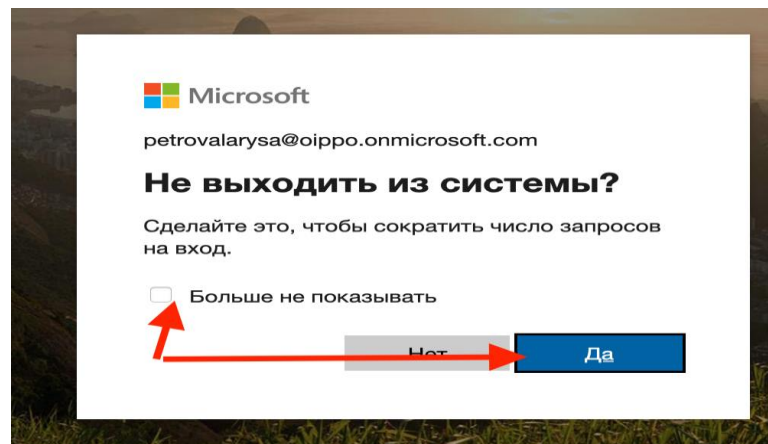 Microsoft
petrovalarysa@oippo.onmicrosoft.com
Не выходить из системы?
Сделайте это, чтобы сократить число запросов
на вход.
Больше не показывать
Нет Да